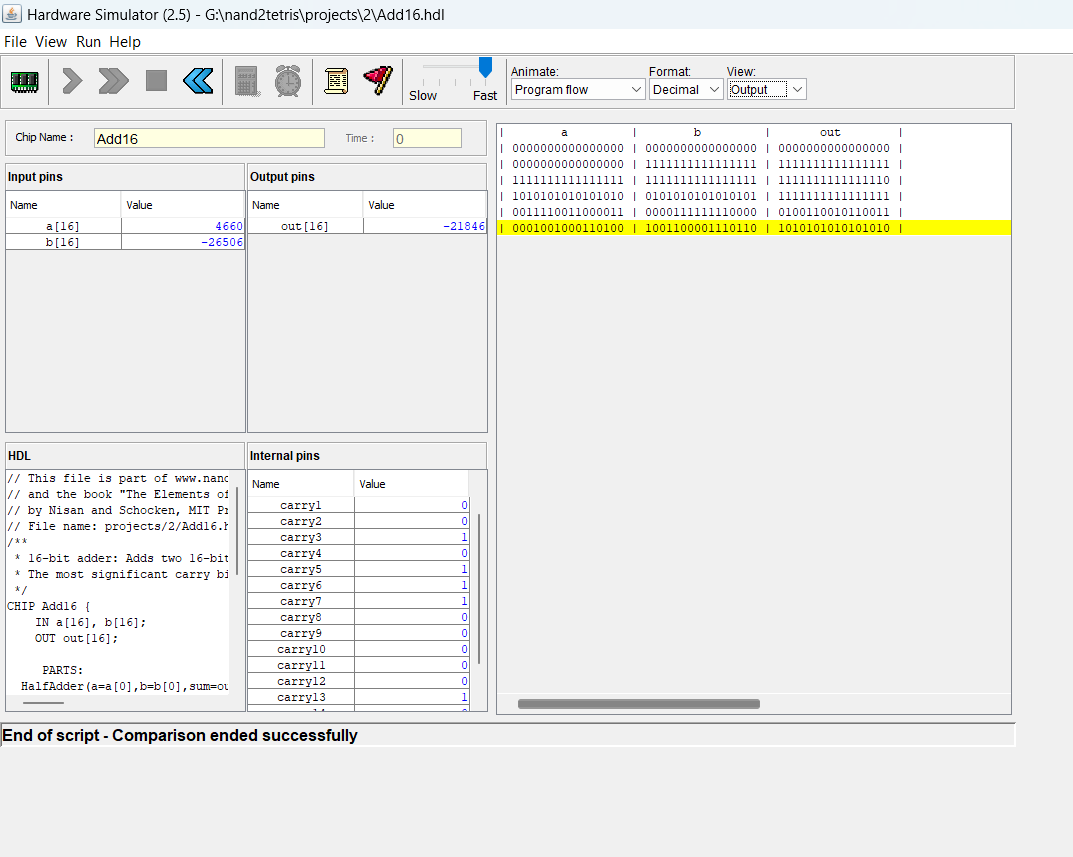 Hardware Simulator (2.5) - G:\nand2tetris\projects\2\Add16.hdl
File View Run Help
Slow Fast
Animate: Format: View:
Program flow Decimal Output
Chip Name : Add16 Time : 0
Input pins
Name Value
a[16] 4660
b[16] -26506
Output pins
Name Value
out[16] -21846
| a | b | out |
| 0000000000000000 | 0000000000000000 | 0000000000000000 |
| 0000000000000000 | 1111111111111111 | 1111111111111111 |
| 1111111111111111 | 1111111111111111 | 1111111111111110 |
| 1010101010101010 | 0101010101010101 | 1111111111111111 |
| 0011110011000011 | 0000111111110000 | 0100110010110011 |
| 0001001000110100 | 1001100001110110 | 1010101010101010 |
HDL
// This file is part of www.nand
// and the book "The Elements of
// by Nisan and Schocken, MIT Pr
// File name: projects/2/Add16.h
/**
* 16-bit adder: Adds two 16-bit
* The most significant carry bi
*/
CHIP Add16 {
IN a[16], b[16];
OUT out[16];
PARTS:
HalfAdder(a=a[0],b=b[0],sum=ou
Internal pins
Name Value
carry1 0
carry2 0
carry3 1
carry4 0
carry5 1
carry6 1
carry7 1
carry8 0
carry9 0
carry10 0
carry11 0
carry12 0
carry13 1
End of script - Comparison ended successfully